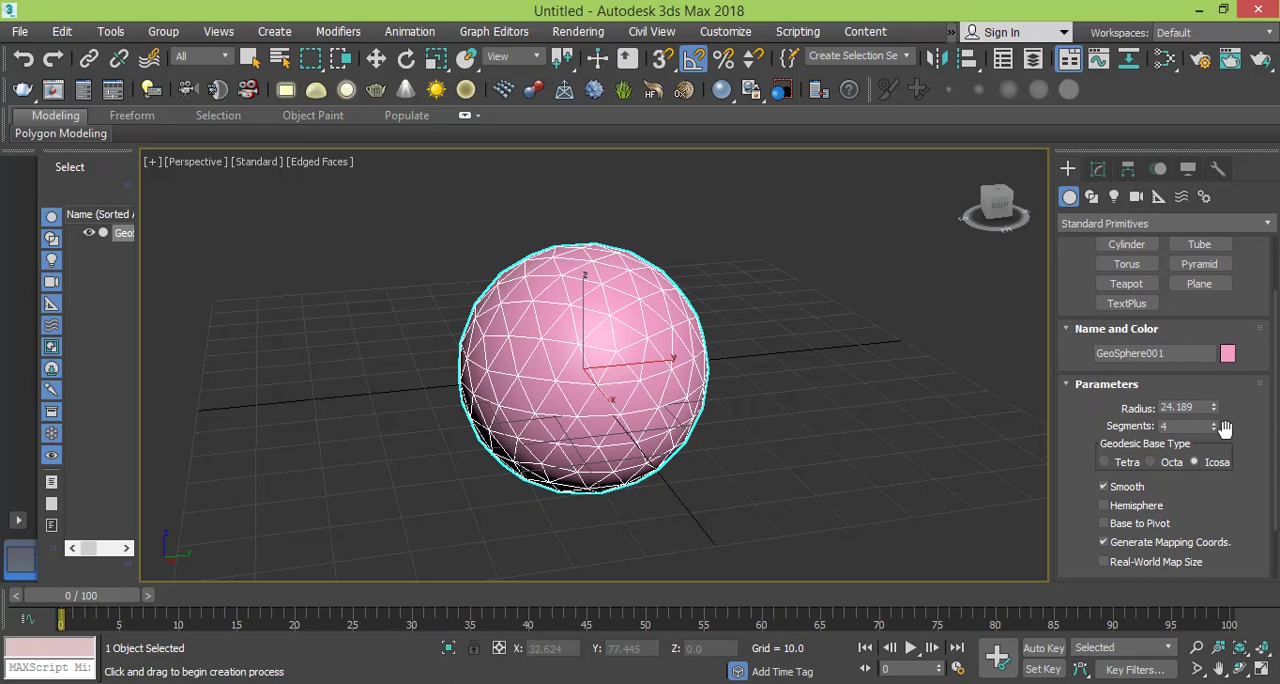 Untitled - Autodesk 3ds Max 2018
File Edit Tools Group Views Create Modifiers Animation Graph Editors Rendering Civil View Customize Scripting Content » Sign In Workspaces: Default
All View Create Selection Se
Modeling Freeform Selection Object Paint Populate
Polygon Modeling
Select
[+] [Perspective] [Standard] [Edged Faces]
Name (Sorted A
Geo
RIGHT
Standard Primitives
Cylinder Tube
Torus Pyramid
Teapot Plane
TextPlus
Name and Color
GeoSphere001
Parameters
Radius: 24.189
Segments: 4
Geodesic Base Type
Tetra Octa Icosa
Smooth
Hemisphere
Base to Pivot
Generate Mapping Coords.
Real-World Map Size
z
y
x
< 0 / 100 >
0 5 10 15 20 25 30 35 40 45 50 55 60 65 70 75 80 85 90 95 100
1 Object Selected X: 32.624 Y: 77.445 Z: 0.0 Grid = 10.0 Auto Key Selected
MAXScript Mi
Click and drag to begin creation process Add Time Tag 0 Set Key Key Filters...